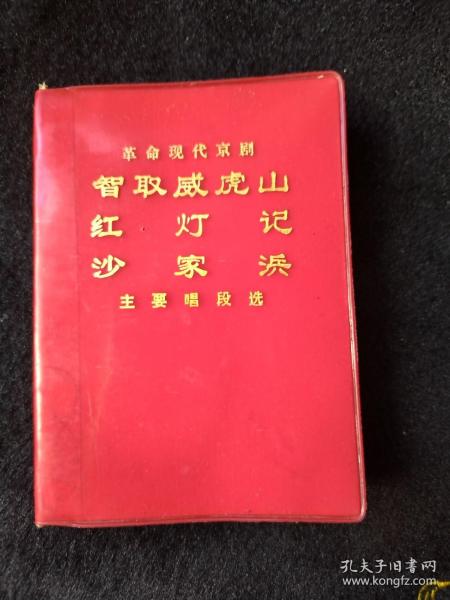 革命现代京剧
智取威虎山
红灯记
沙家浜
主要唱段选
孔夫子旧书网
www.kongfz.com